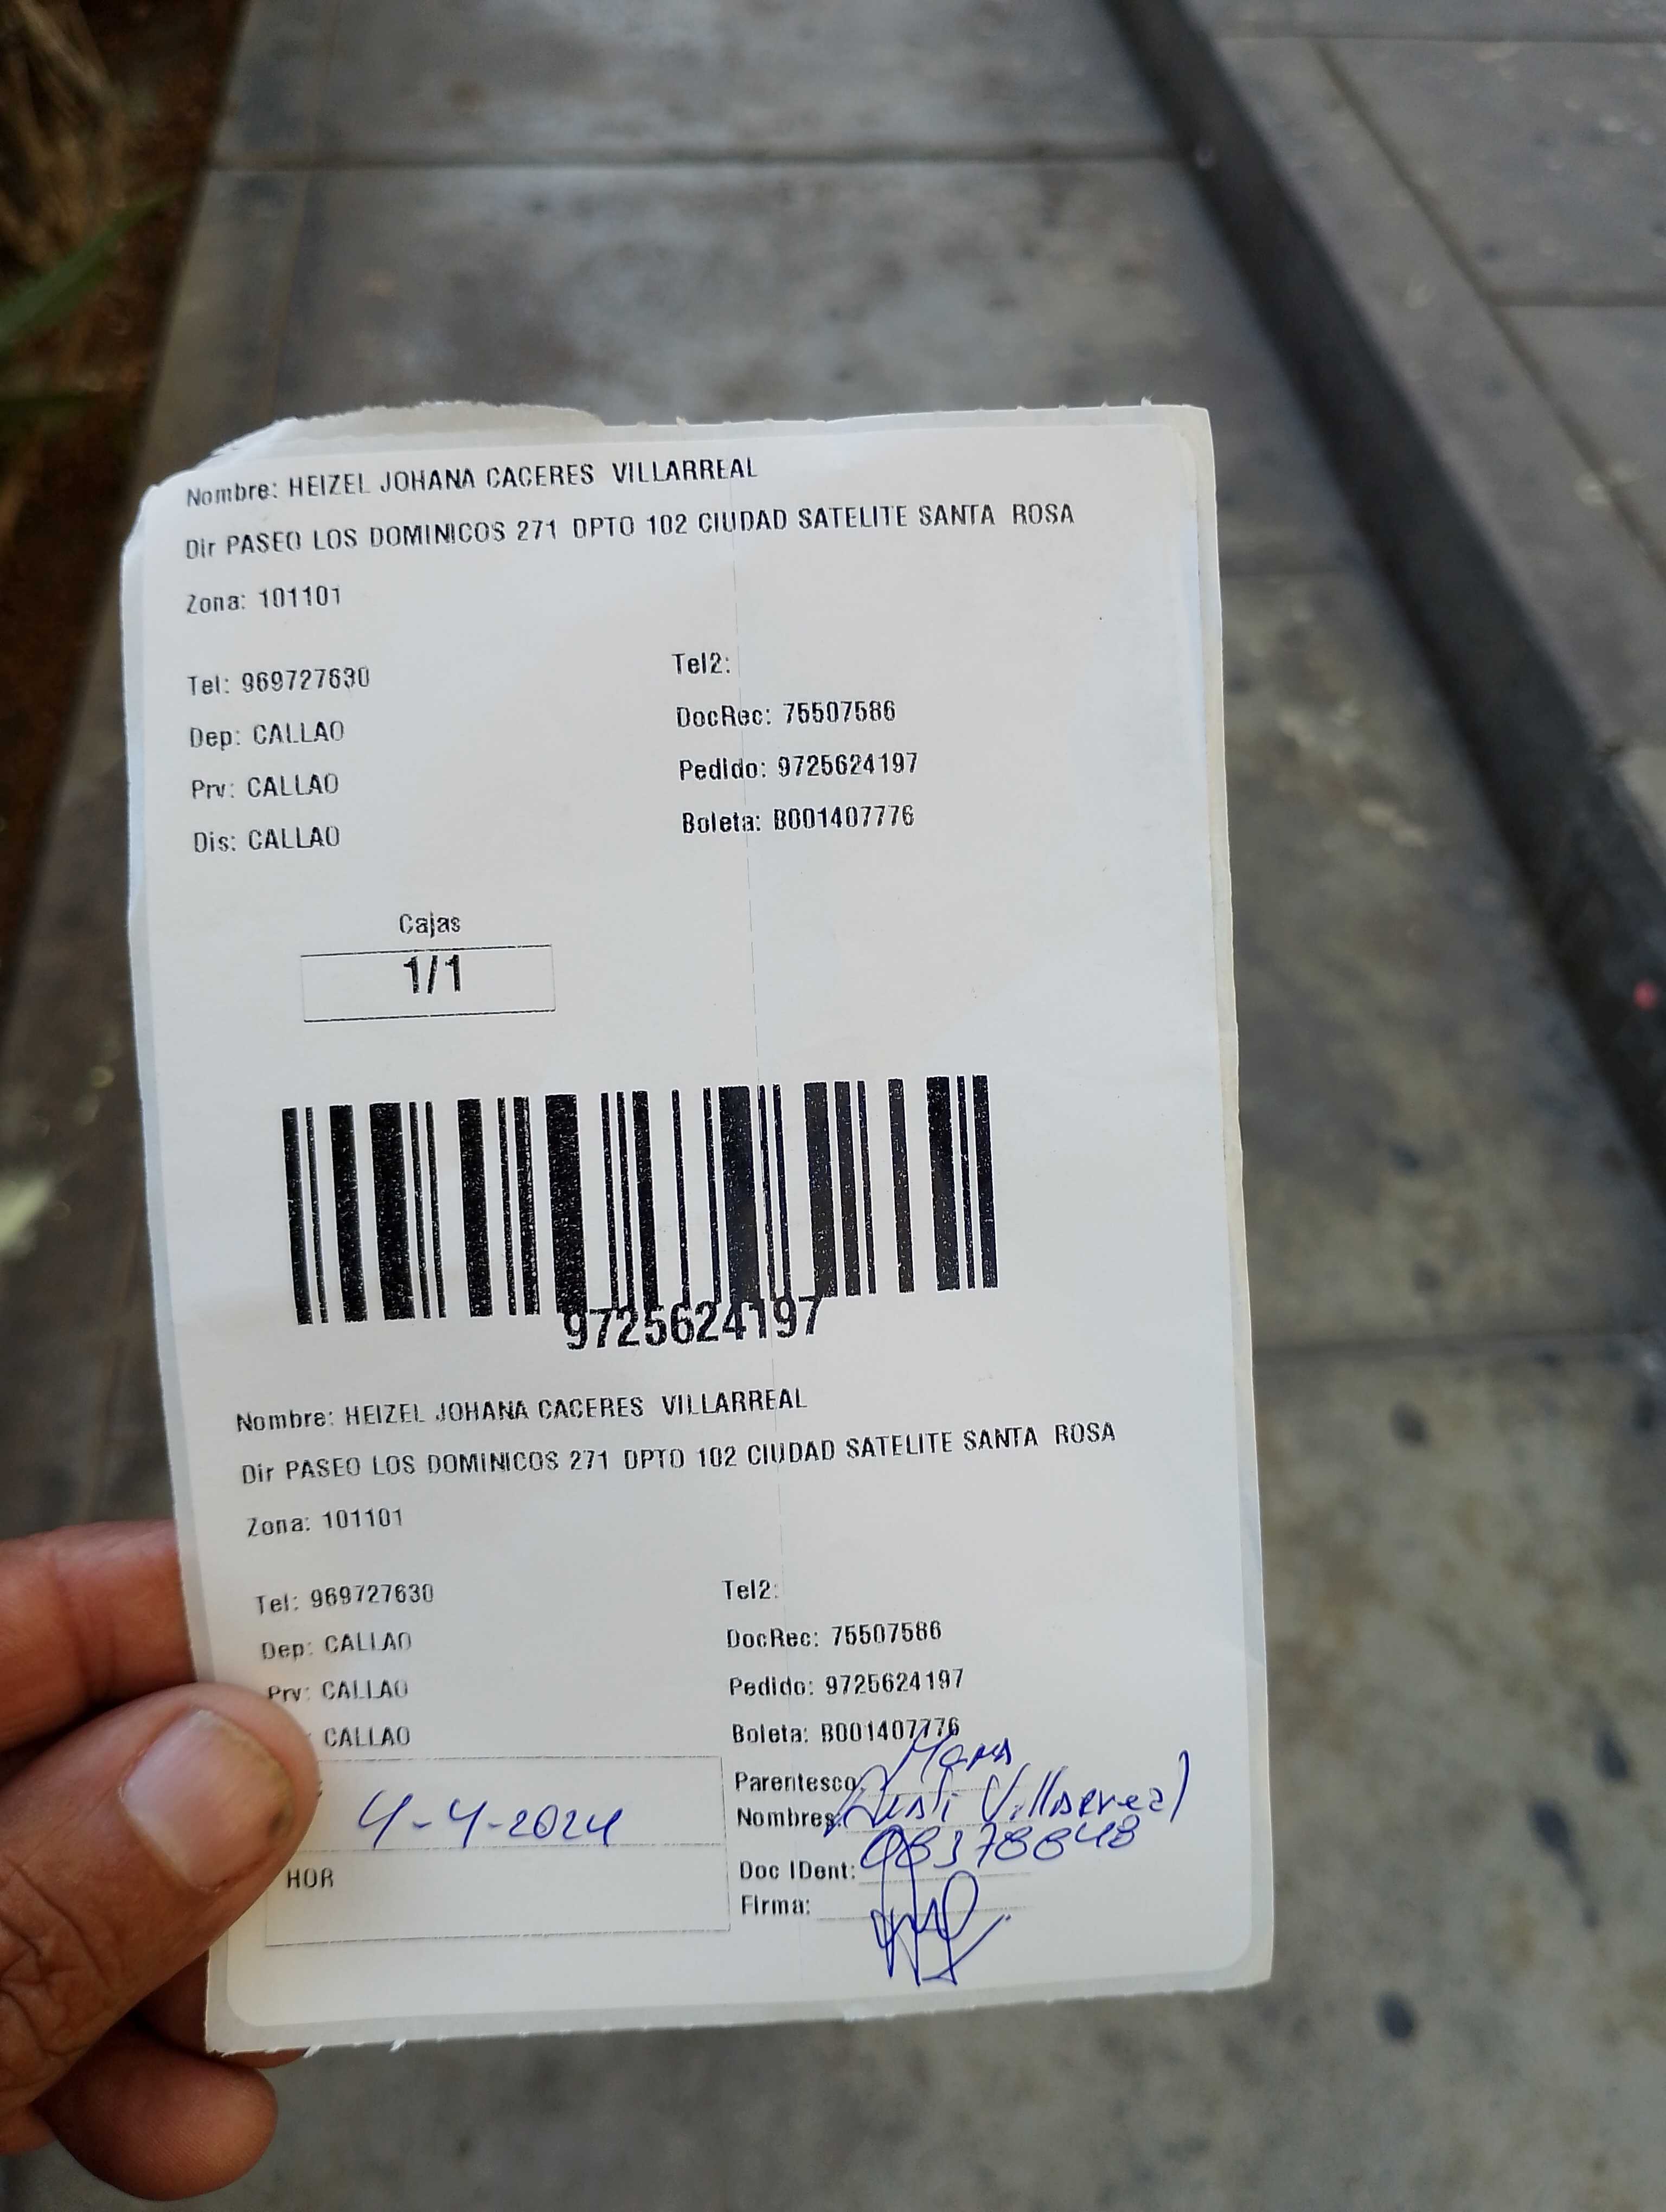 Nombre: HEIZEL JOHANA CACERES VILLARREAL
Dir PASEO LOS DOMINICOS 271 DPTO 102 CIUDAD SATELITE SANTA ROSA
Zona: 101101
Tel: 969727630 Tel2:
Dep: CALLAO DocRec: 75507586
Prv: CALLAO Pedido: 9725624197
Dis: CALLAO Boleta: B001407776
Cajas
1/1
9725624197
Nombre: HEIZEL JOHANA CACERES VILLARREAL
Dir PASEO LOS DOMINICOS 271 DPTO 102 CIUDAD SATELITE SANTA ROSA
Zona: 101101
Tel: 969727630 Tel2:
Dep: CALLAO DocRec: 75507586
Prv: CALLAO Pedido: 9725624197
CALLAO Boleta: B001407776
Parentesco:
4-4-2024 Nombres: Villarreal
HOR Doc IDent:
Firma: